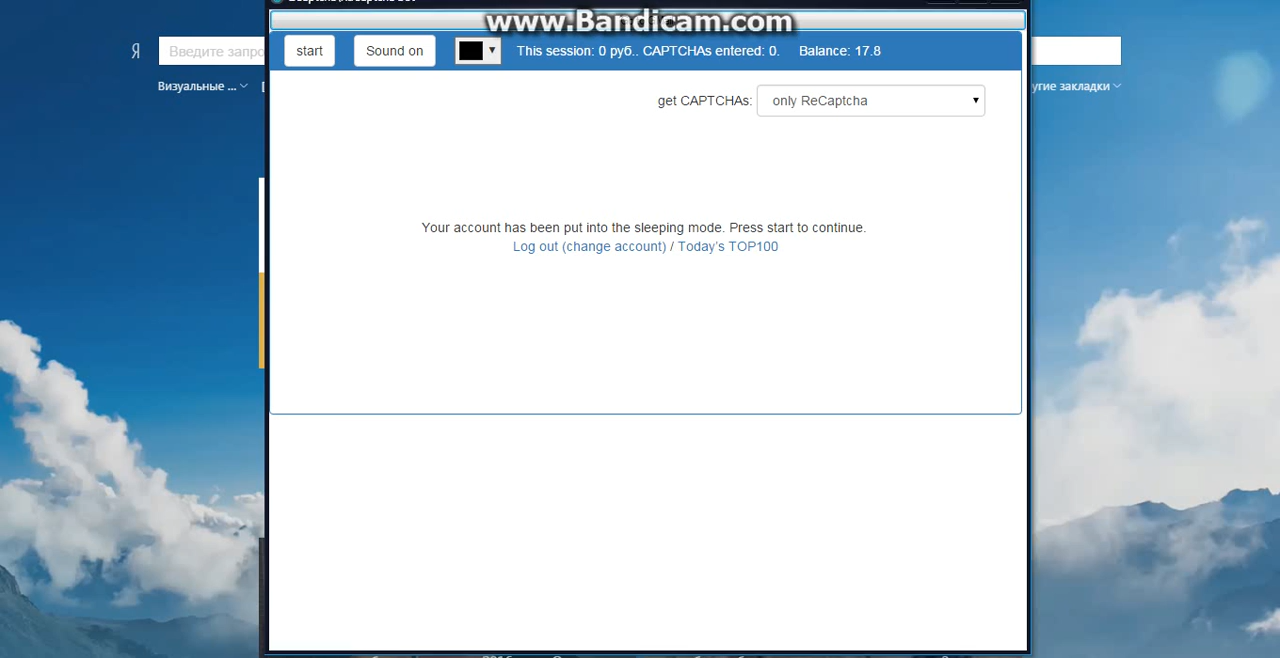 www.Bandicam.com
start
Sound on
This session: 0 руб.. CAPTCHAs entered: 0.
Balance: 17.8
Я
Введите запро
Визуальные ...
угие закладки
get CAPTCHAs:
only ReCaptcha
Your account has been put into the sleeping mode. Press start to continue.
Log out (change account) / Today's TOP100